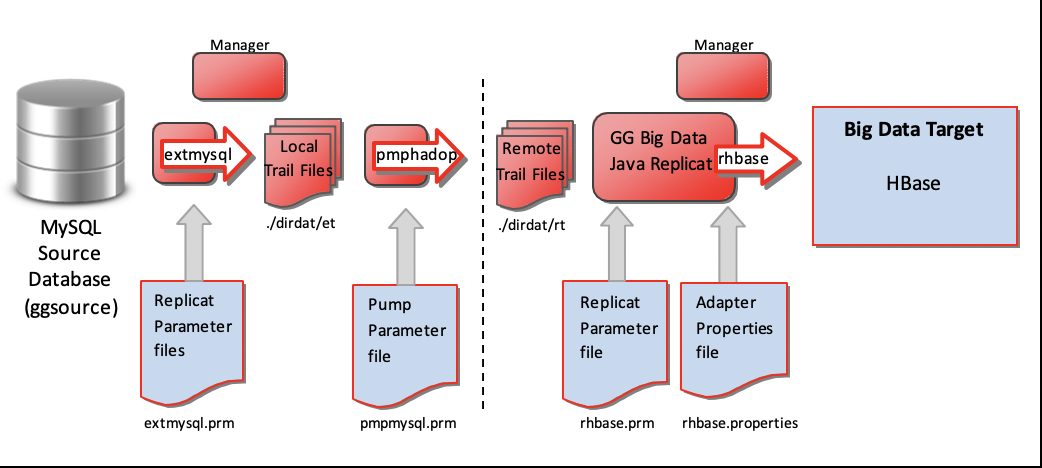 Manager
Manager
extmysql
Local
Trail Files
./dirdat/et
pmphadop
Remote
Trail Files
./dirdat/rt
GG Big Data
Java Replicat
rhbase
Big Data Target
HBase
MySQL
Source
Database
(ggsource)
Replicat
Parameter
files
extmysql.prm
Pump
Parameter
file
pmpmysql.prm
Replicat
Parameter
file
rhbase.prm
Adapter
Properties
file
rhbase.properties